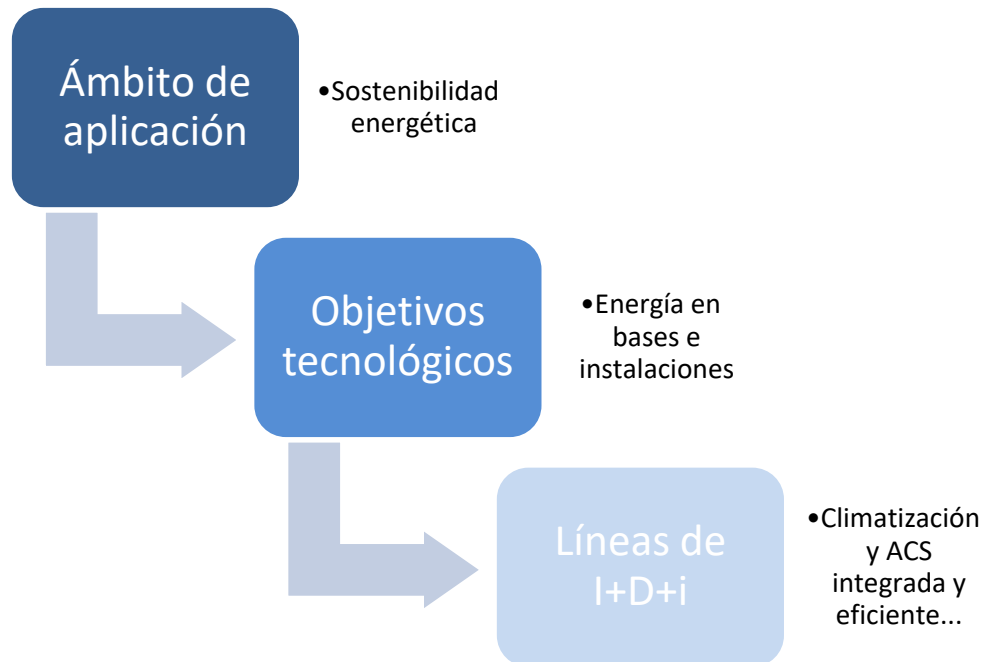 Ámbito de
aplicación
•Sostenibilidad
energética
Objetivos
tecnológicos
•Energía en
bases e
instalaciones
Líneas de
I+D+i
•Climatización
y ACS
integrada y
eficiente...